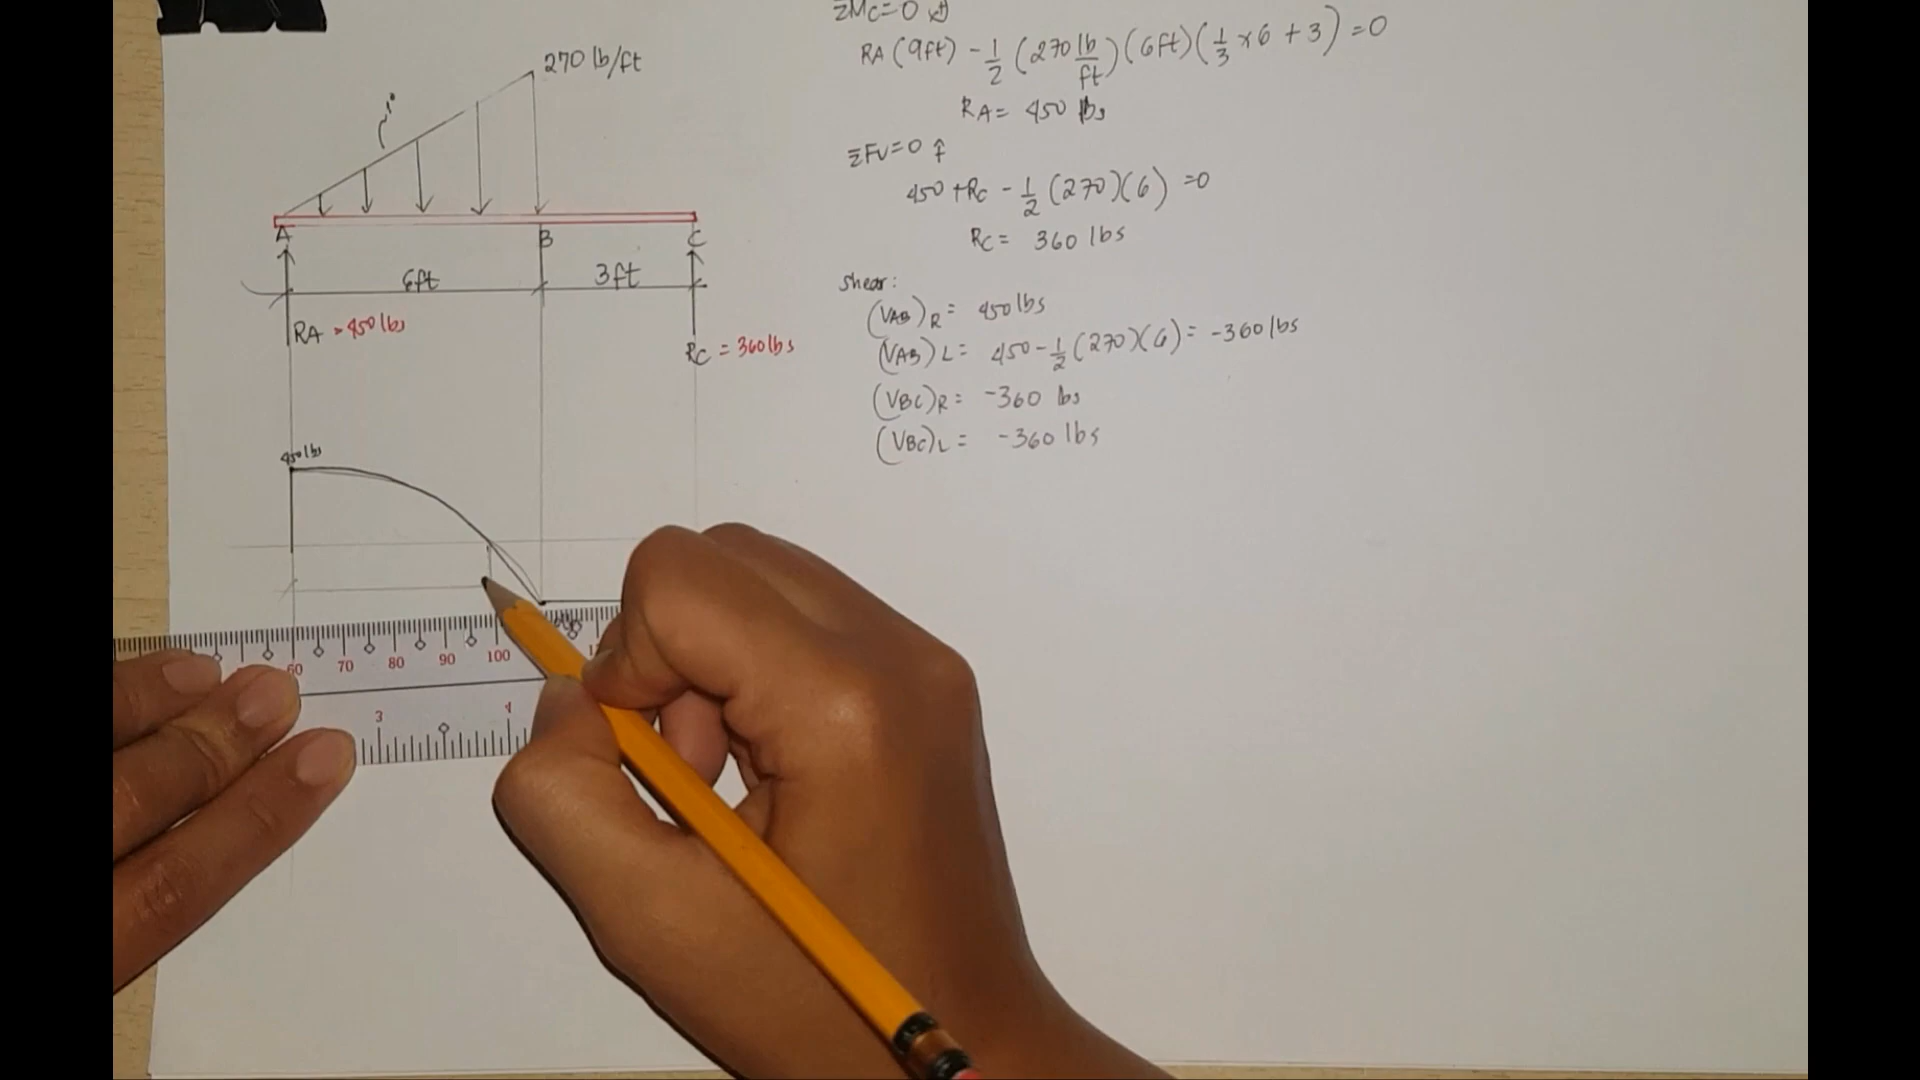 ΣMC=0
RA (9ft) - 1/2 (270 lb/ft) (6ft) (1/3 x 6 + 3) = 0
RA = 450 lbs
ΣFV=0
450 + RC - 1/2 (270)(6) = 0
RC = 360 lbs
Shear:
(VAB)R = 450 lbs
(VAB)L = 450 - 1/2 (270)(6) = -360 lbs
(VBC)R = -360 lbs
(VBC)L = -360 lbs
270 lb/ft
1°
A
B
C
6ft
3ft
RA = 450 lbs
RC = 360 lbs
450 lbs
60 70 80 90 100
3 4